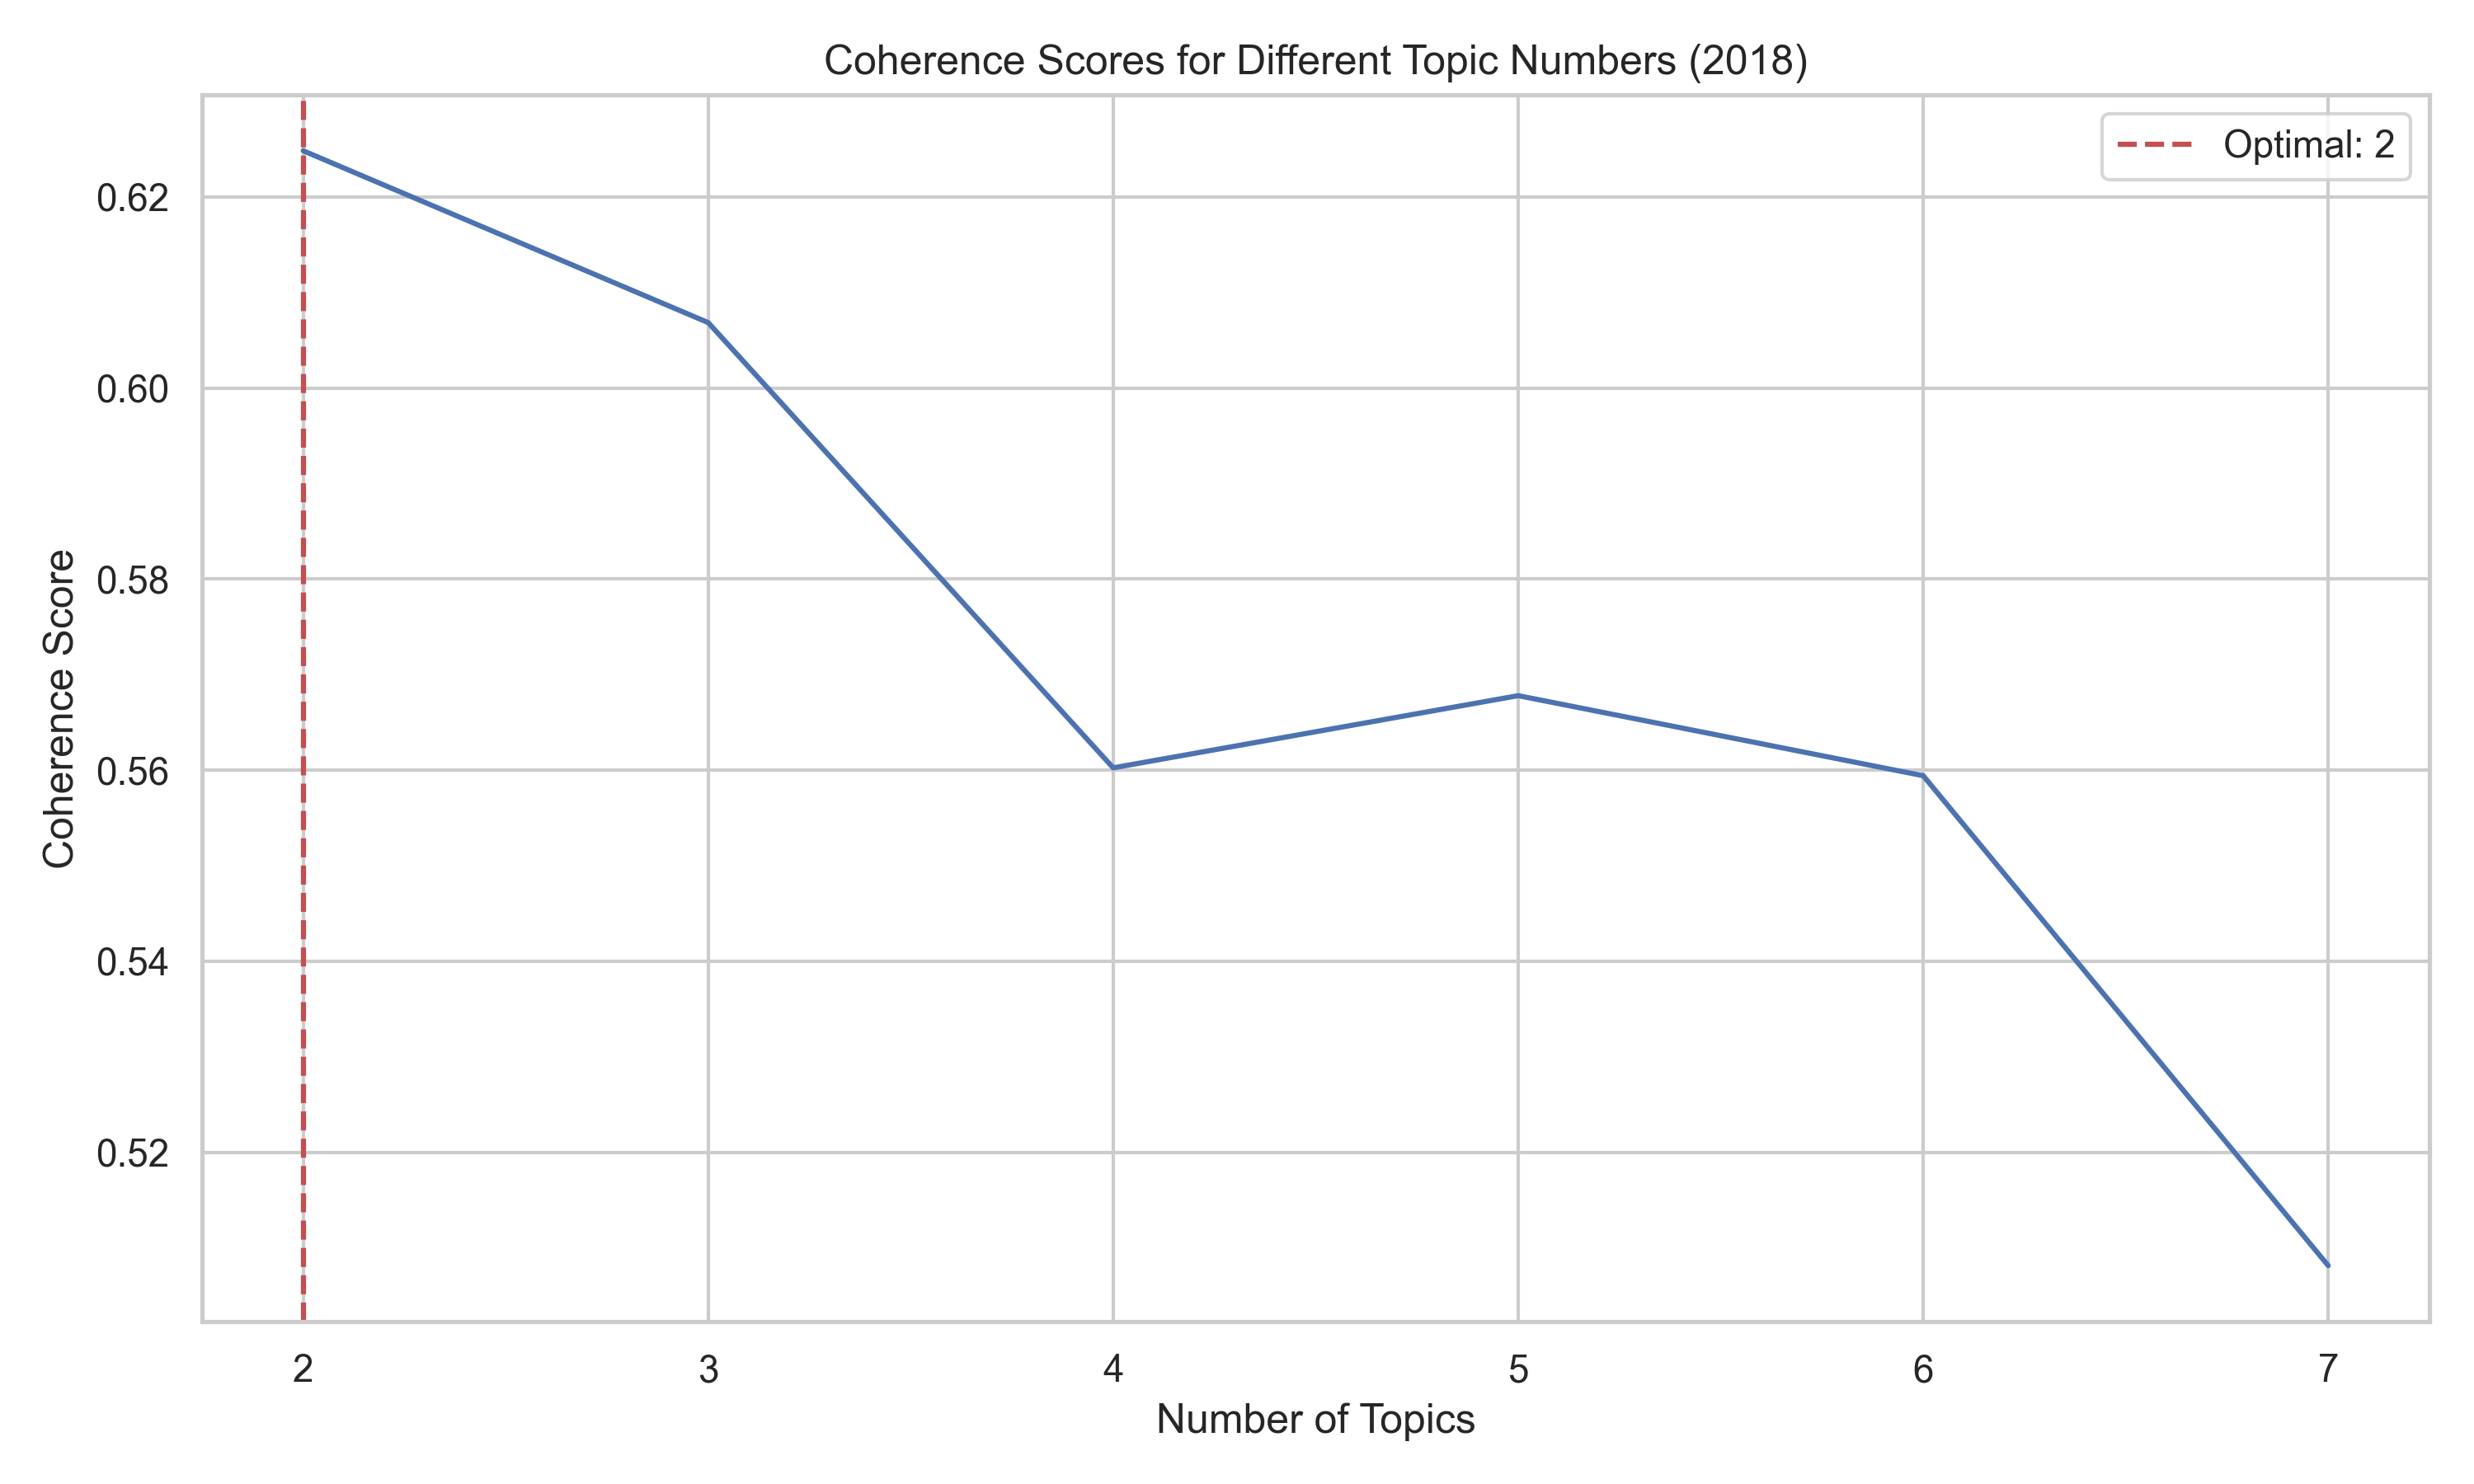 Coherence Scores for Different Topic Numbers (2018)
Optimal: 2
0.62
0.60
0.58
0.56
0.54
0.52
Coherence Score
2 3 4 5 6 7
Number of Topics